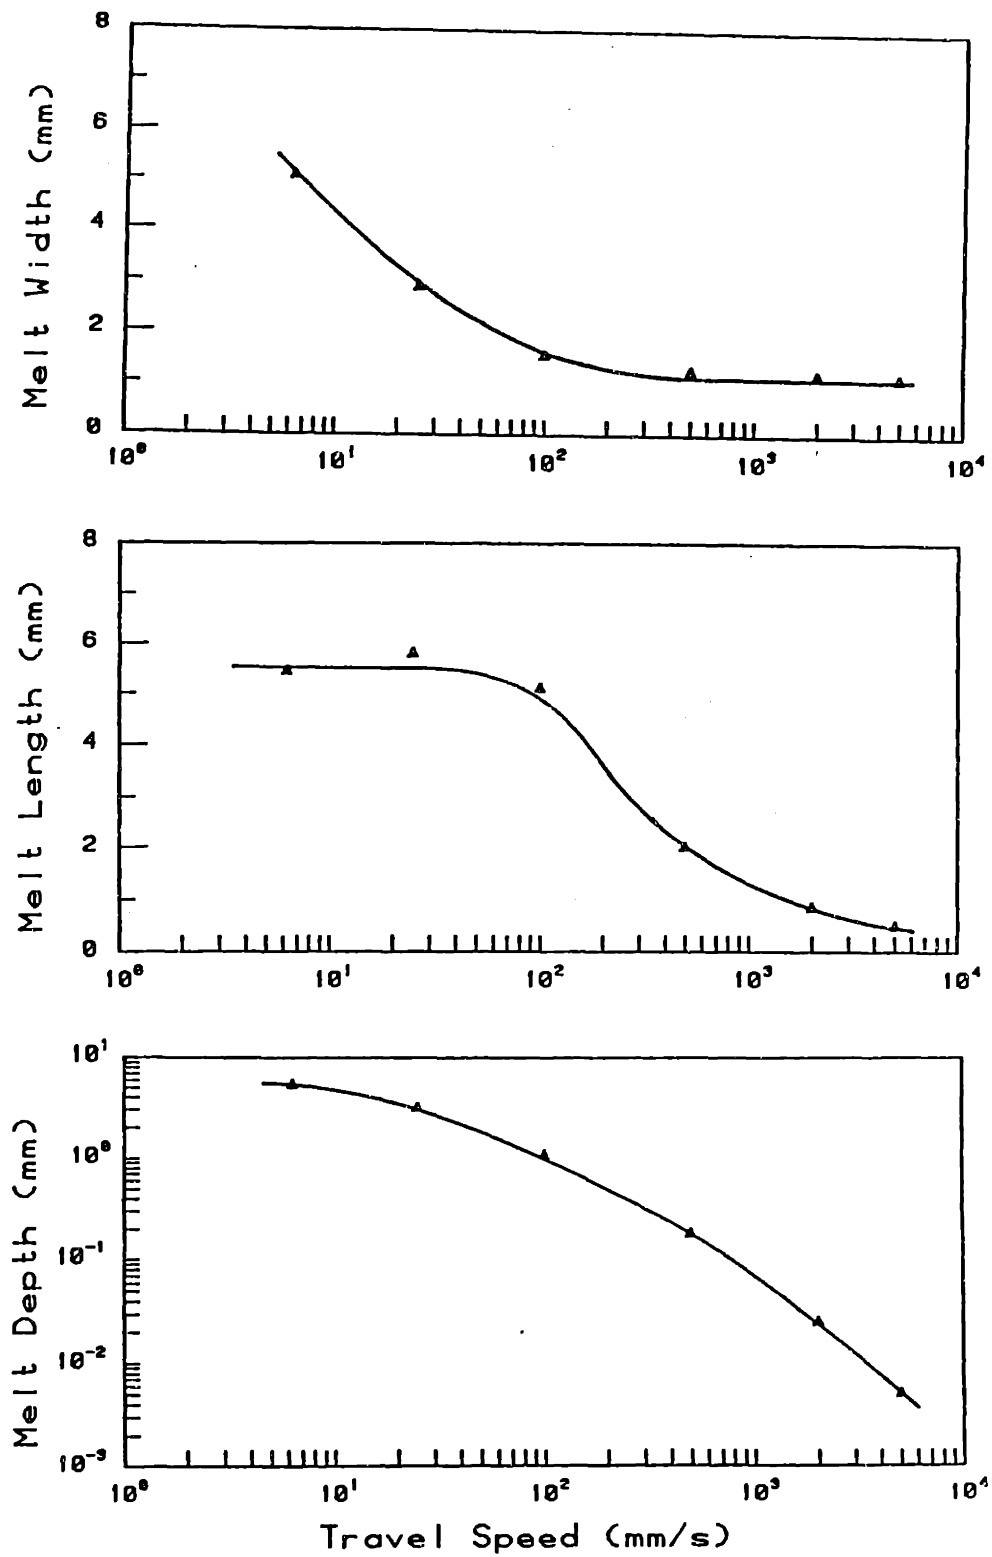 Melt Width (mm)
8
6
4
2
0
10⁰ 10¹ 10² 10³ 10⁴
Melt Length (mm)
8
6
4
2
0
10⁰ 10¹ 10² 10³ 10⁴
Melt Depth (mm)
10¹
10⁰
10⁻¹
10⁻²
10⁻³
10⁰ 10¹ 10² 10³ 10⁴
Travel Speed (mm/s)